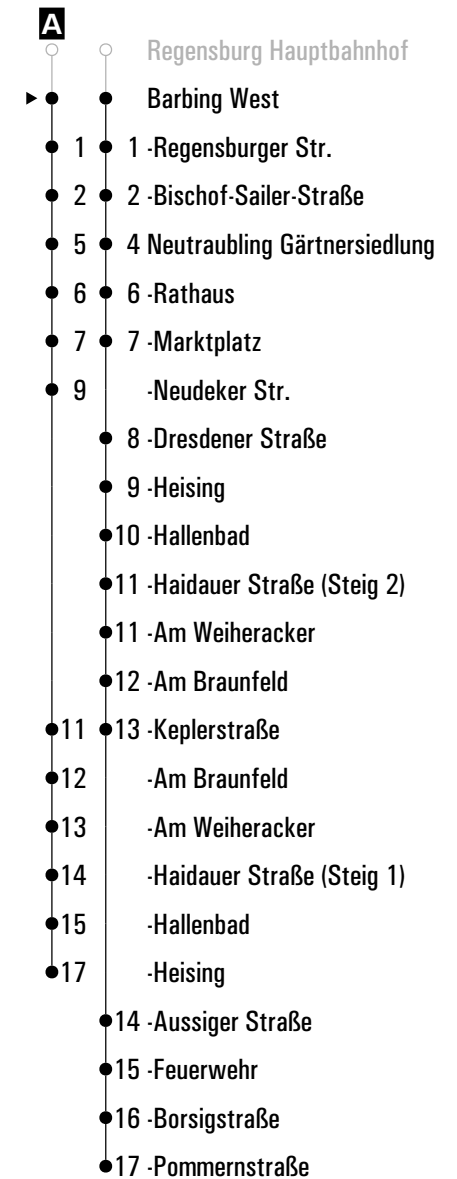 A
Regensburg Hauptbahnhof
Barbing West
1 1 -Regensburger Str.
2 2 -Bischof-Sailer-Straße
5 4 Neutraubling Gärtnersiedlung
6 6 -Rathaus
7 7 -Marktplatz
9 -Neudeker Str.
8 -Dresdener Straße
9 -Heising
10 -Hallenbad
11 -Haidauer Straße (Steig 2)
11 -Am Weiheracker
12 -Am Braunfeld
11 13 -Keplerstraße
12 -Am Braunfeld
13 -Am Weiheracker
14 -Haidauer Straße (Steig 1)
15 -Hallenbad
17 -Heising
14 -Aussiger Straße
15 -Feuerwehr
16 -Borsigstraße
17 -Pommernstraße